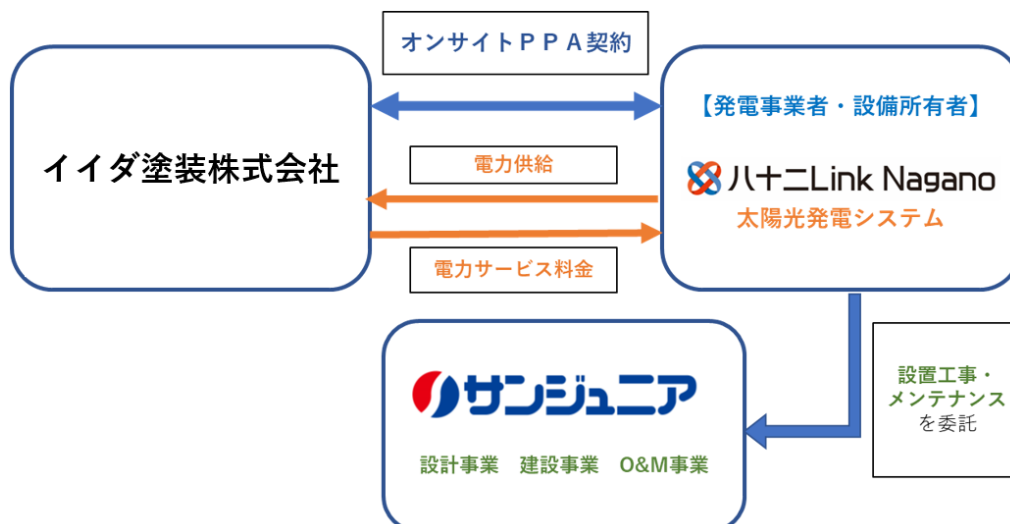 オンサイトＰＰＡ契約
イイダ塗装株式会社
【発電事業者・設備所有者】
八十二Link Nagano
太陽光発電システム
電力供給
電力サービス料金
設置工事・
メンテナンス
を委託
サンジュニア
設計事業　建設事業　O&M事業